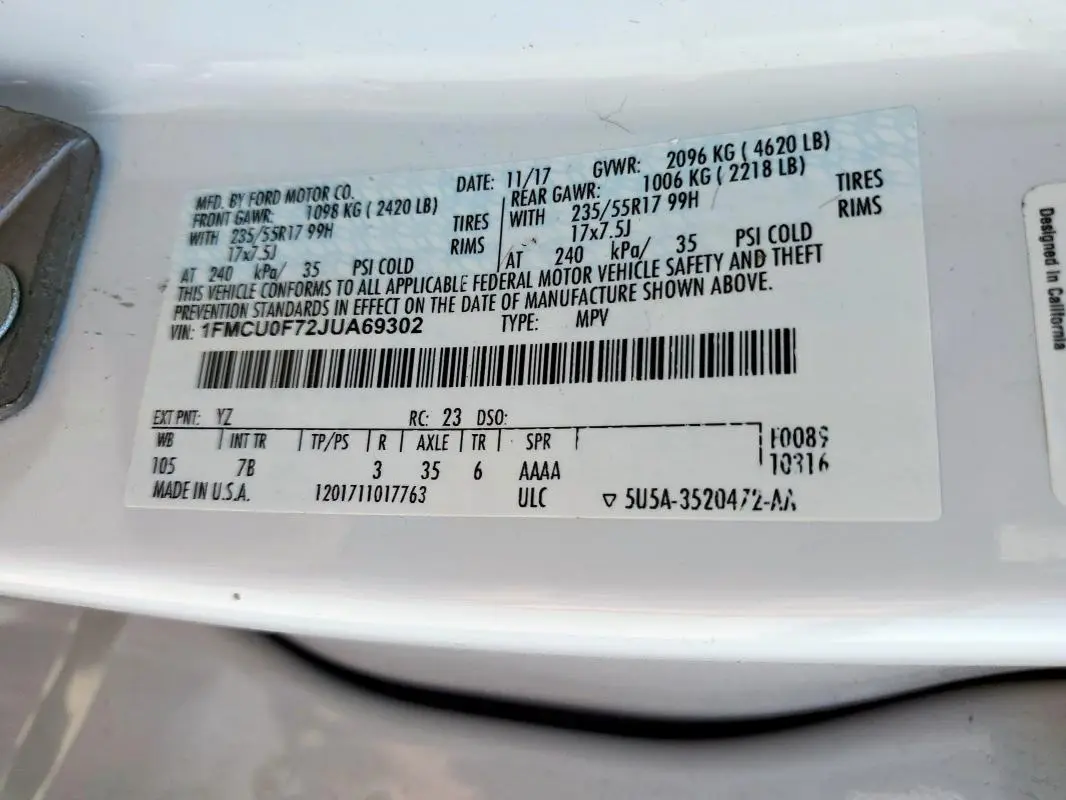 MFD. BY FORD MOTOR CO. DATE: 11/17 GVWR: 2096 KG ( 4620 LB)
FRONT GAWR: 1098 KG ( 2420 LB) REAR GAWR: 1006 KG ( 2218 LB)
WITH 235/55R17 99H TIRES WITH 235/55R17 99H TIRES
17x7.5J RIMS 17x7.5J RIMS
AT 240 kPa/ 35 PSI COLD AT 240 kPa/ 35 PSI COLD
THIS VEHICLE CONFORMS TO ALL APPLICABLE FEDERAL MOTOR VEHICLE SAFETY AND THEFT
PREVENTION STANDARDS IN EFFECT ON THE DATE OF MANUFACTURE SHOWN ABOVE.
VIN: 1FMCU0F72JUA69302 TYPE: MPV
EXT PNT: YZ RC: 23 DSO:
WB INT TR TP/PS R AXLE TR SPR F0089
105 7B 3 35 6 AAAA 10316
MADE IN U.S.A. 1201711017763 ULC ▽ 5U5A-3520472-AA
Designed in California